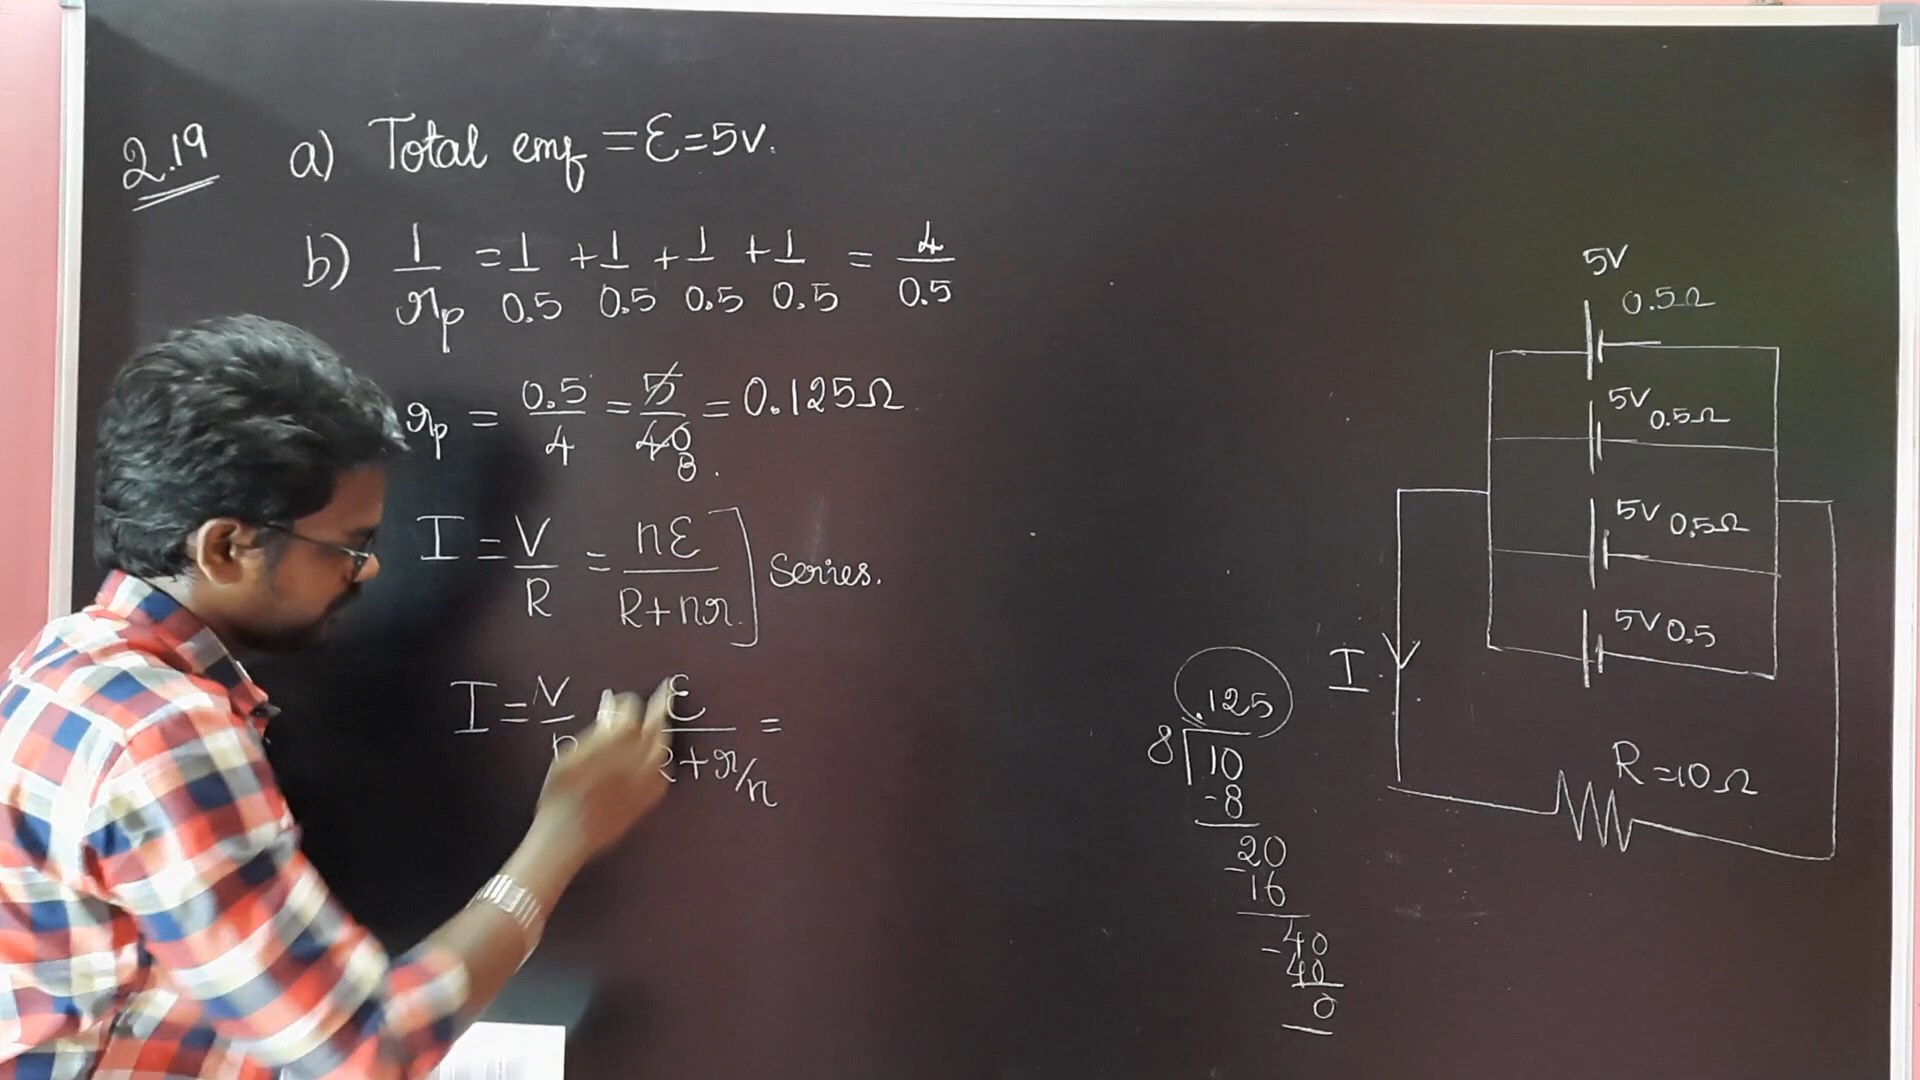 2.19
a) Total emf = Ɛ = 5V.
b) 1/rp = 1/0.5 + 1/0.5 + 1/0.5 + 1/0.5 = 4/0.5
rp = 0.5/4 = 5/40 8. = 0.125Ω
I = V/R = nƐ/R+nr ] Series.
I = V/ Ɛ/R+r/n =
5V
0.5Ω
5V 0.5Ω
5V 0.5Ω
5V 0.5
I
R=10Ω
.125
8 10
-8
20
-16
40
-40
0